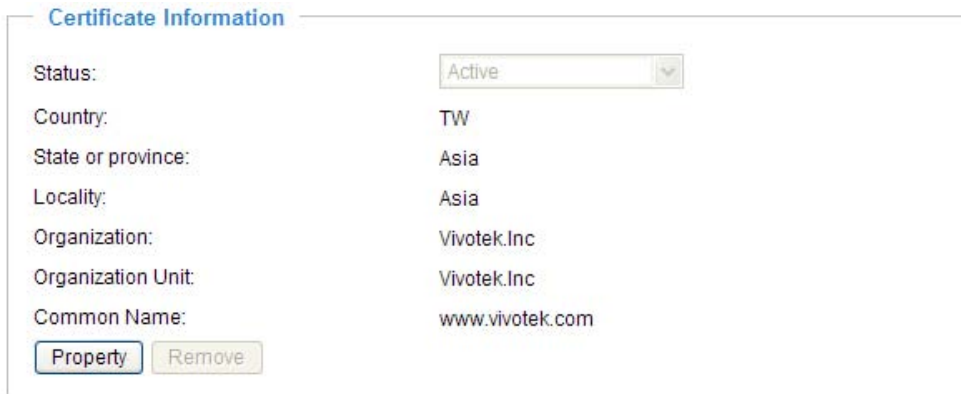 Certificate Information
Status: Active
Country: TW
State or province: Asia
Locality: Asia
Organization: Vivotek.Inc
Organization Unit: Vivotek.Inc
Common Name: www.vivotek.com
Property Remove